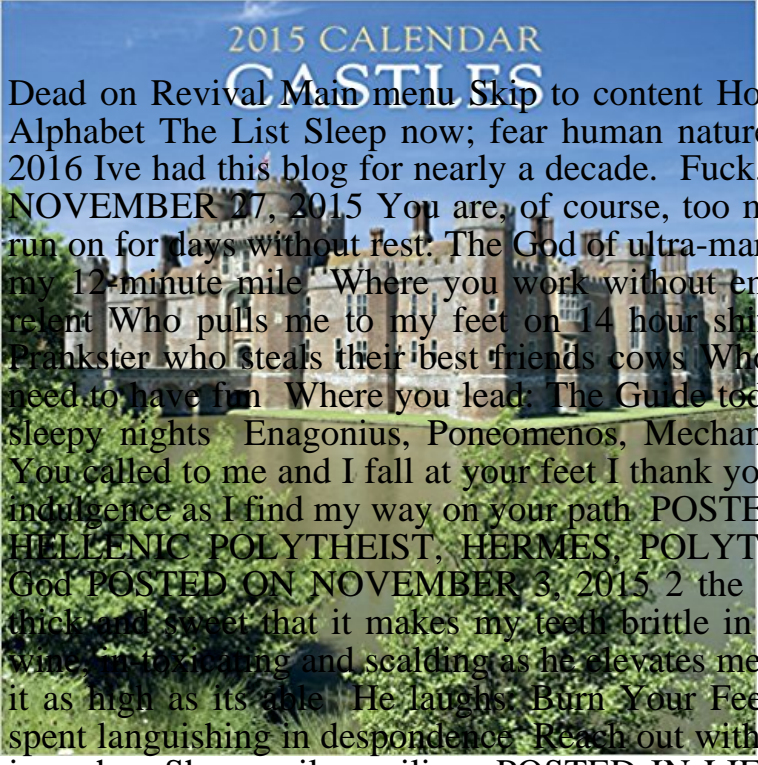 2015 CALENDAR
CASTLES
Dead on Revival Main menu Skip to content Ho
Alphabet The List Sleep now; fear human nature
2016 Ive had this blog for nearly a decade. Fuck.
NOVEMBER 27, 2015 You are, of course, too m
run on for days without rest: The God of ultra-mar
my 12-minute mile Where you work without en
relent Who pulls me to my feet on 14 hour shi
Prankster who steals their best friends cows Who
need to have fun Where you lead: The Guide tod
sleepy nights Enagonius, Poneomenos, Mechan
You called to me and I fall at your feet I thank yo
indulgence as I find my way on your path POSTE
HELLENIC POLYTHEIST, HERMES, POLYT
God POSTED ON NOVEMBER 3, 2015 2 the
thick and sweet that it makes my teeth brittle in
wine, in-toxicating and scalding as he elevates me
it as high as its able He laughs. Burn Your Fee
spent languishing in despondence Reach out with